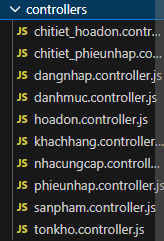 controllers
JS chitiet_hoadon.contr...
JS chitiet_phieunhap.co...
JS dangnhap.controller.js
JS danhmuc.controller.js
JS hoadon.controller.js
JS khachhang.controller...
JS nhacungcap.controll...
JS phieunhap.controller.js
JS sanpham.controller.js
JS tonkho.controller.js